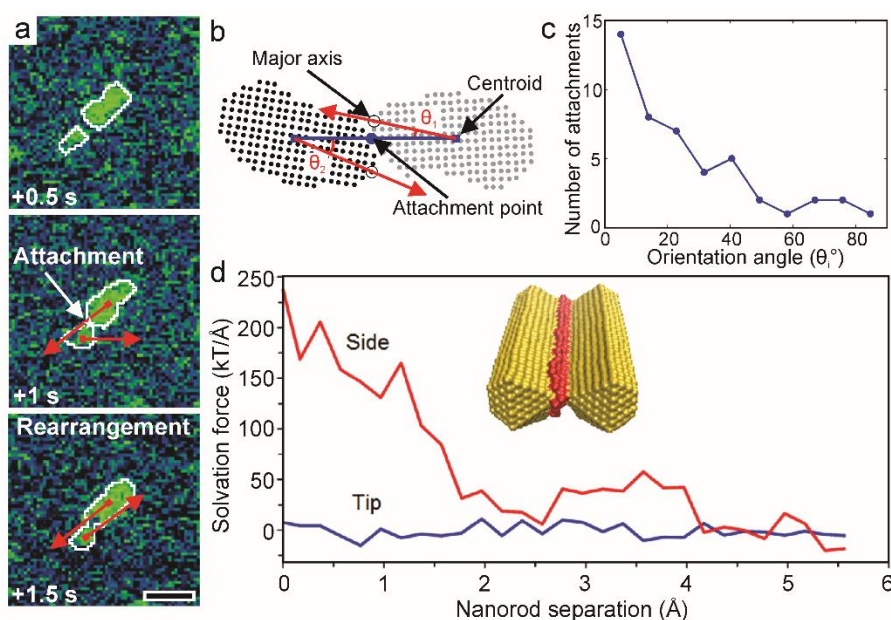 a
+0.5 s
Attachment
+1 s
Rearrangement
+1.5 s
b
Major axis
Centroid
θ₁
θ₂
Attachment point
c
Number of attachments
15
10
5
0
0 20 40 60 80
Orientation angle (θᵢ°)
d
Solvation force (kT/Å)
250
200
150
100
50
0
Side
Tip
0 1 2 3 4 5 6
Nanorod separation (Å)